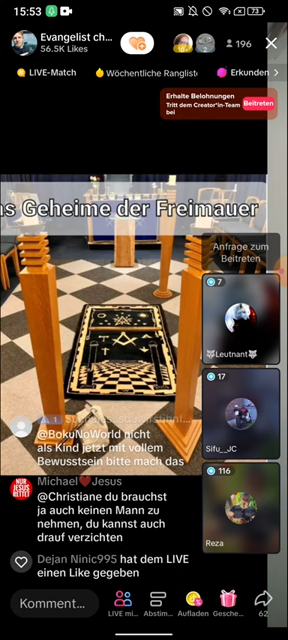 15:53
73
Evangelist ch...
56.5K Likes
196
LIVE-Match
Wöchentliche Ranglist
Erkunden
Erhalte Belohnungen
Tritt dem Creator*in-Team
bei
Beitreten
as Geheime der Freimauer
Anfrage zum
Beitreten
7
Leutnant
17
Sifu__JC
116
Reza
@BokuNoWorld nicht
als Kind jetzt mit vollem
Bewusstsein bitte mach das
Michael❤️Jesus
@Christiane du brauchst
ja auch keinen Mann zu
nehmen, du kannst auch
drauf verzichten
NUR
JESUS
RETTET
Dejan Ninic995 hat dem LIVE
einen Like gegeben
Komment...
LIVE mi...
Abstim...
Aufladen
Gesche...
62